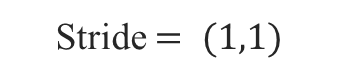 Stride = (1,1)